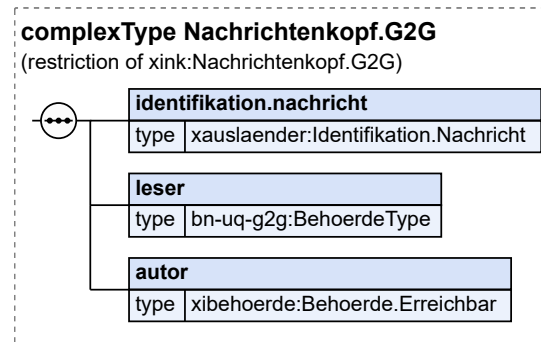 complexType Nachrichtenkopf.G2G
(restriction of xink:Nachrichtenkopf.G2G)
identifikation.nachricht
type xauslaender:Identifikation.Nachricht
leser
type bn-uq-g2g:BehoerdeType
autor
type xibehoerde:Behoerde.Erreichbar